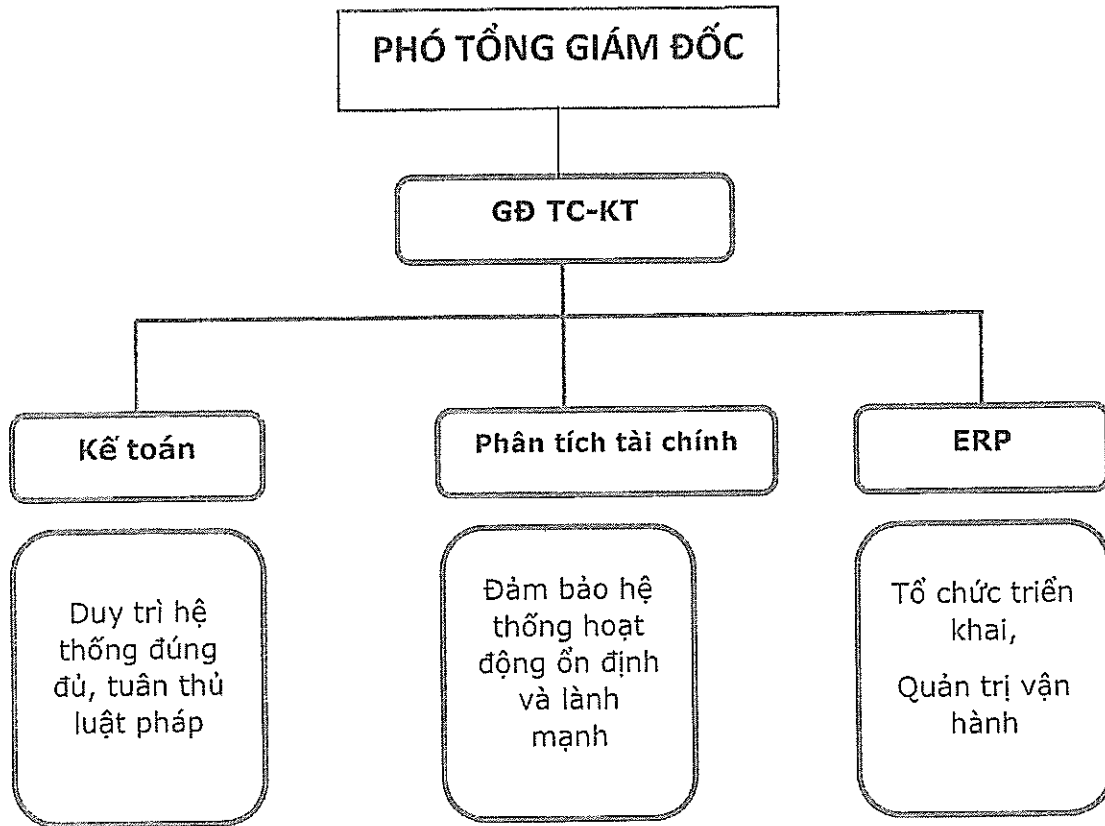 PHÓ TỔNG GIÁM ĐỐC
GĐ TC-KT
Kế toán
Phân tích tài chính
ERP
Duy trì hệ
thống đúng
đủ, tuân thủ
luật pháp
Đảm bảo hệ
thống hoạt
động ổn định
và lành
mạnh
Tổ chức triển
khai,
Quản trị vận
hành